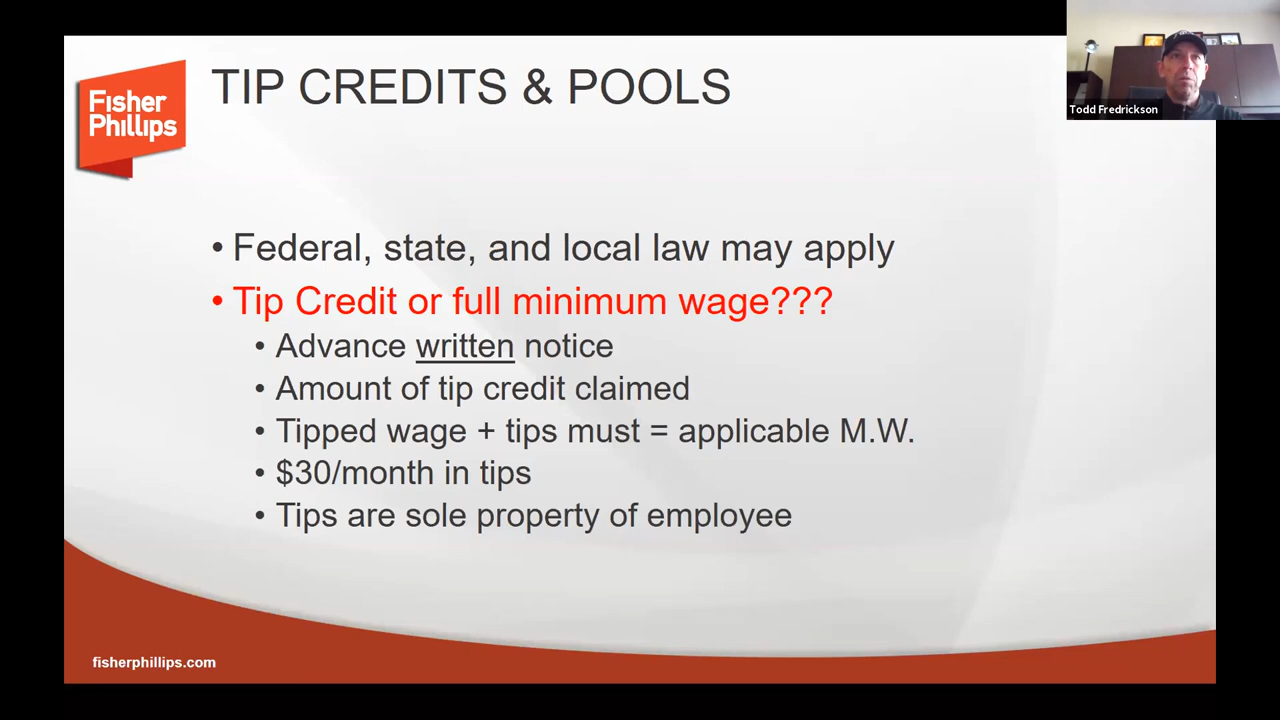 Fisher
Phillips
TIP CREDITS & POOLS
Todd Fredrickson
• Federal, state, and local law may apply
• Tip Credit or full minimum wage???
• Advance written notice
• Amount of tip credit claimed
• Tipped wage + tips must = applicable M.W.
• $30/month in tips
• Tips are sole property of employee
fisherphillips.com